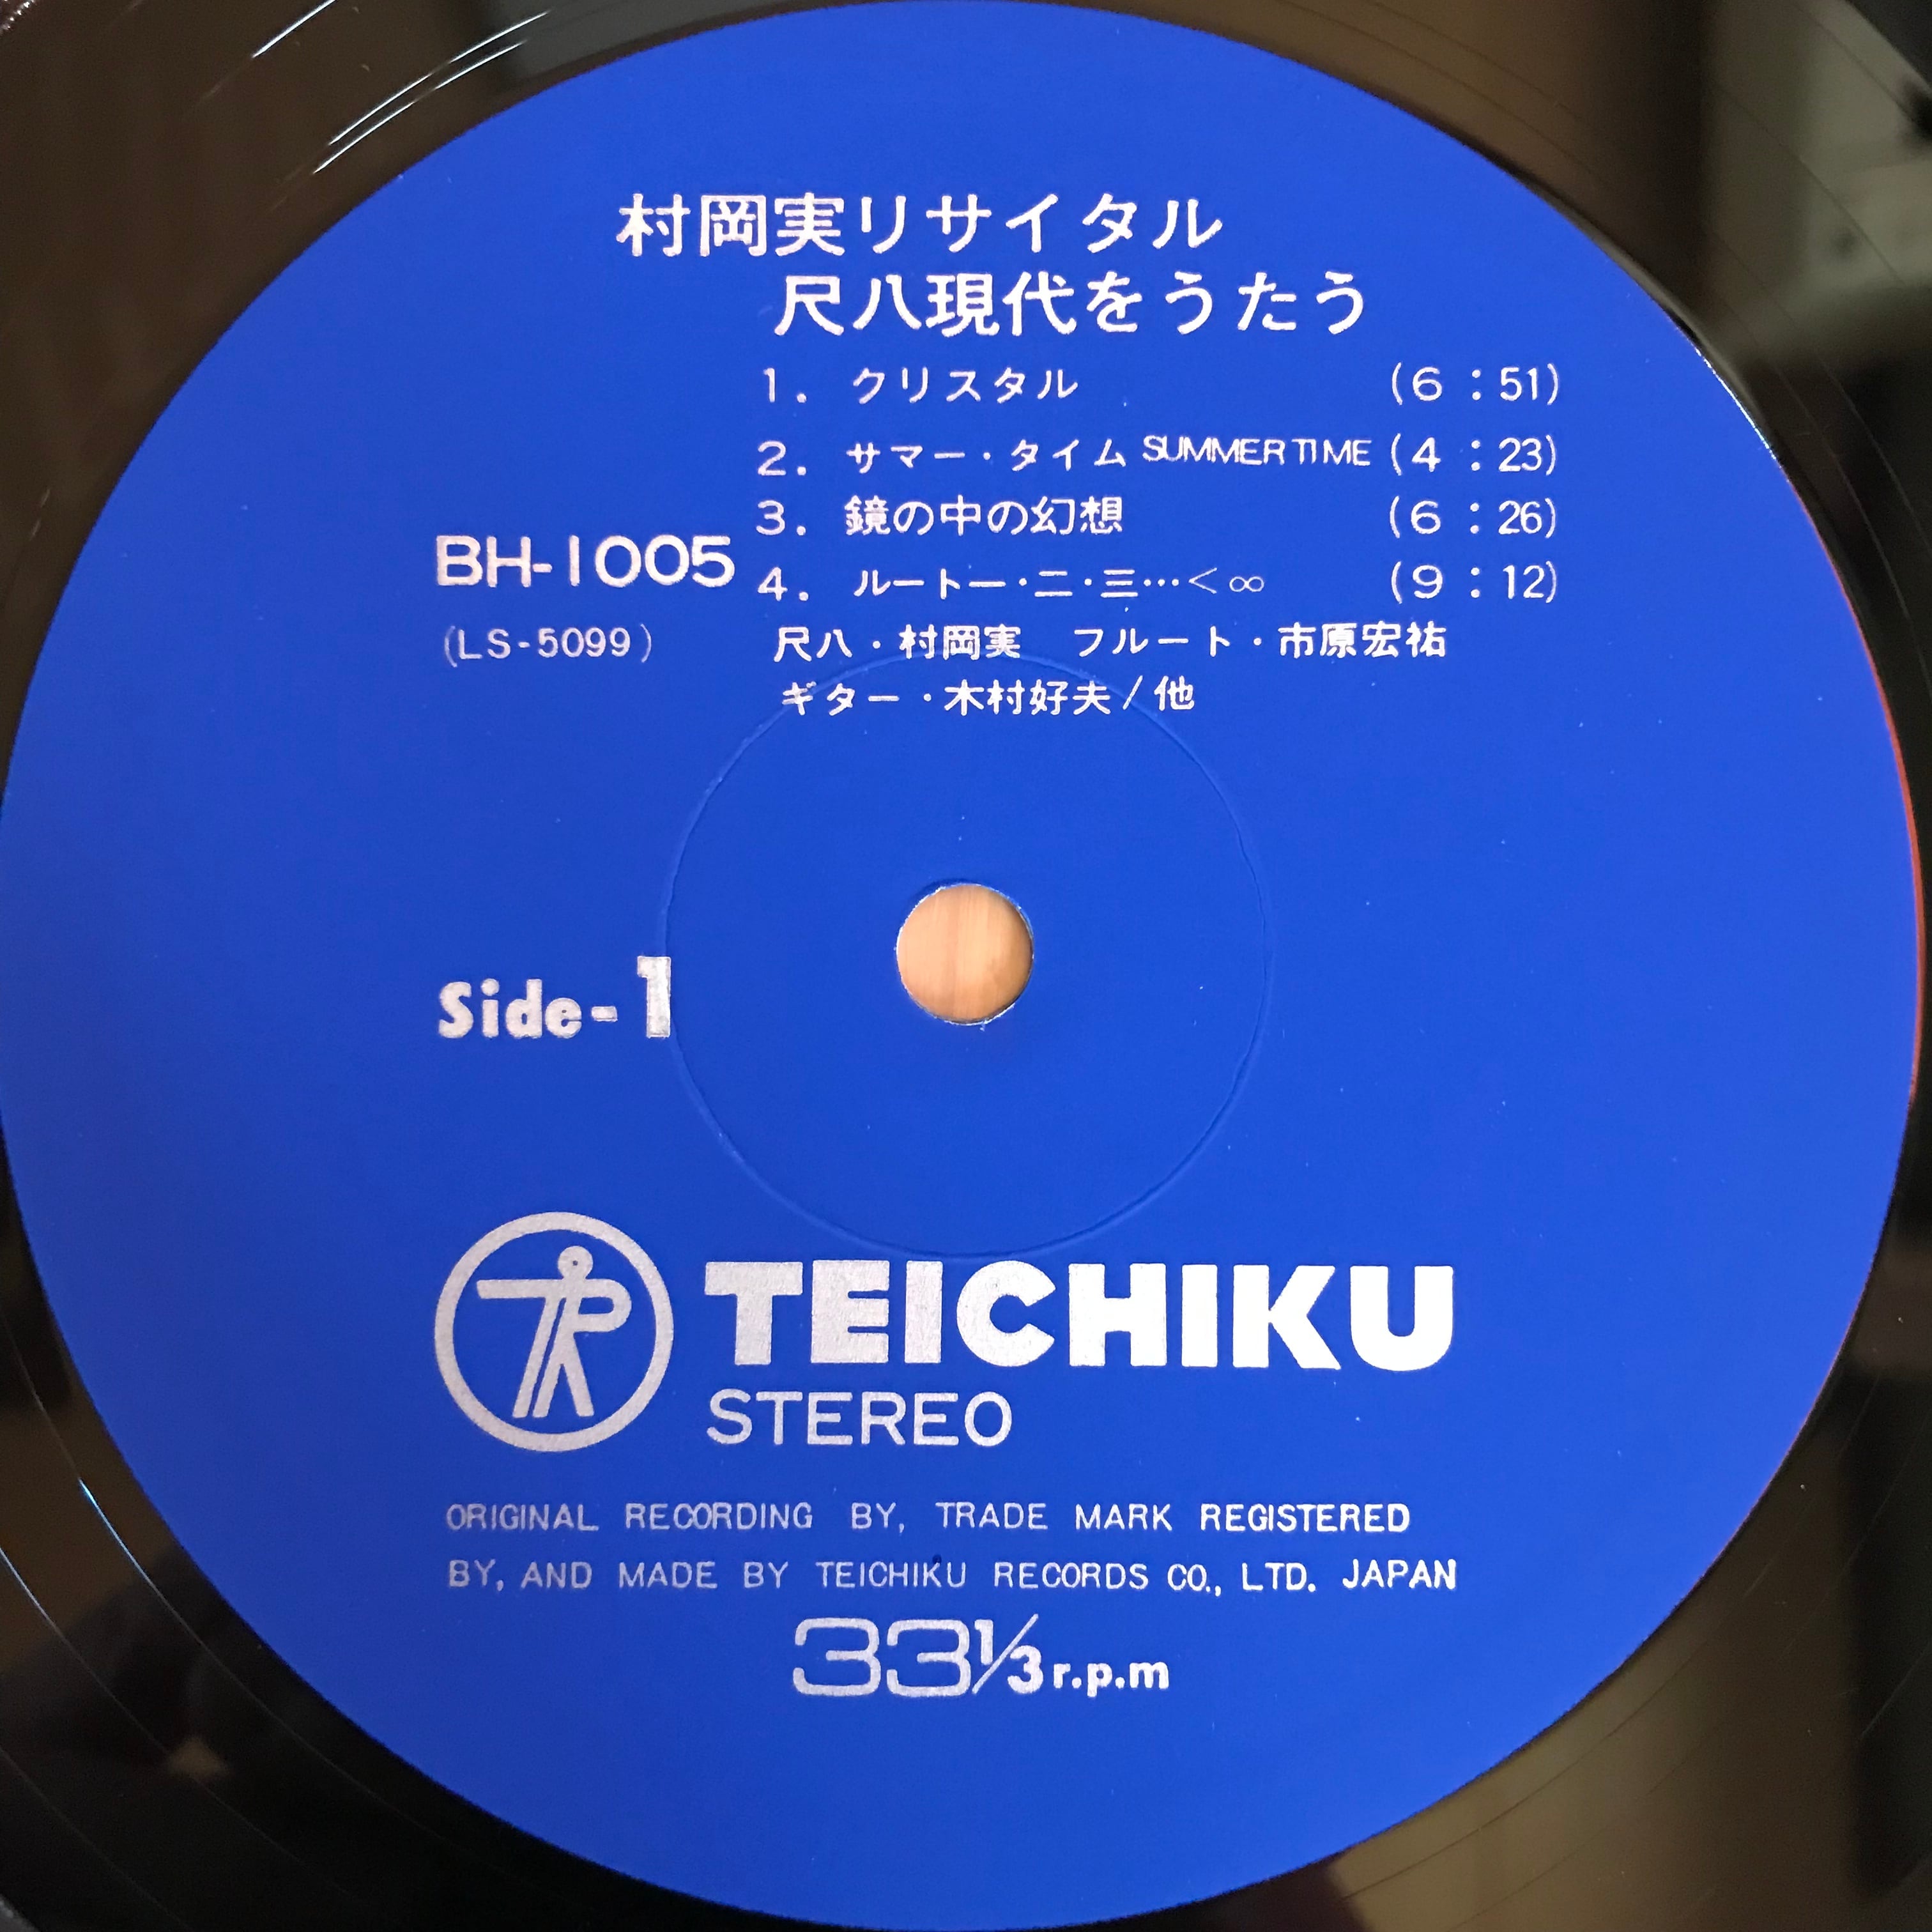 村岡実リサイタル
尺八現代をうたう
1. クリスタル (6:51)
2. サマー・タイム SUMMERTIME (4:23)
3. 鏡の中の幻想 (6:26)
BH-1005
4. ルート一・二・三…<∞ (9:12)
(LS-5099)
尺八・村岡実 フルート・市原宏祐
ギター・木村好夫/他
Side-1
TR
TEICHIKU
STEREO
ORIGINAL RECORDING BY, TRADE MARK REGISTERED
BY, AND MADE BY TEICHIKU RECORDS CO., LTD. JAPAN
33⅓ r.p.m